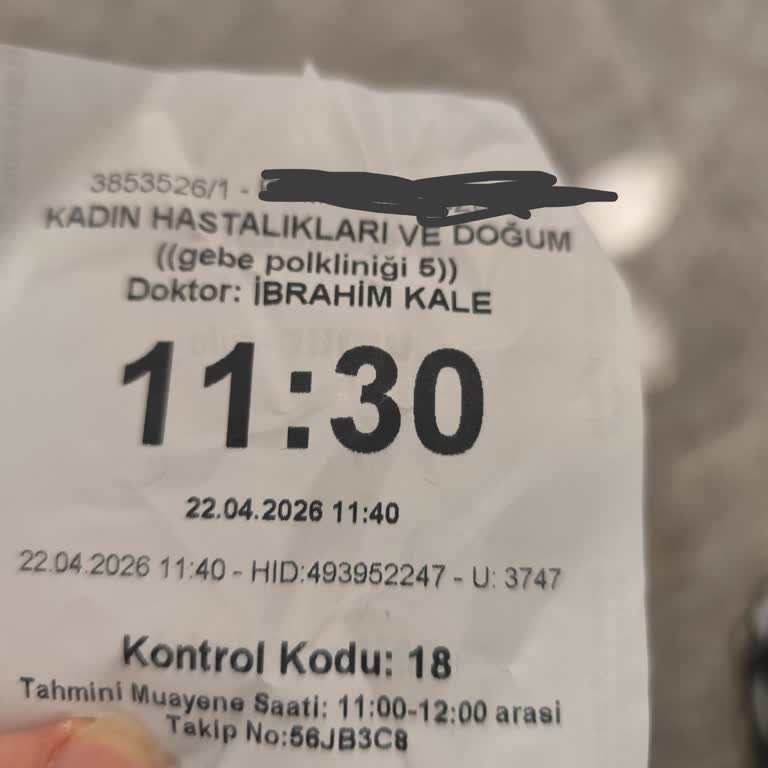 3853526/1 -
KADIN HASTALIKLARI VE DOĞUM
((gebe polkliniği 5))
Doktor: İBRAHİM KALE
11:30
22.04.2026 11:40
22.04.2026 11:40 - HID:493952247 - U: 3747
Kontrol Kodu: 18
Tahmini Muayene Saati: 11:00-12:00 arasi
Takip No:56JB3C8